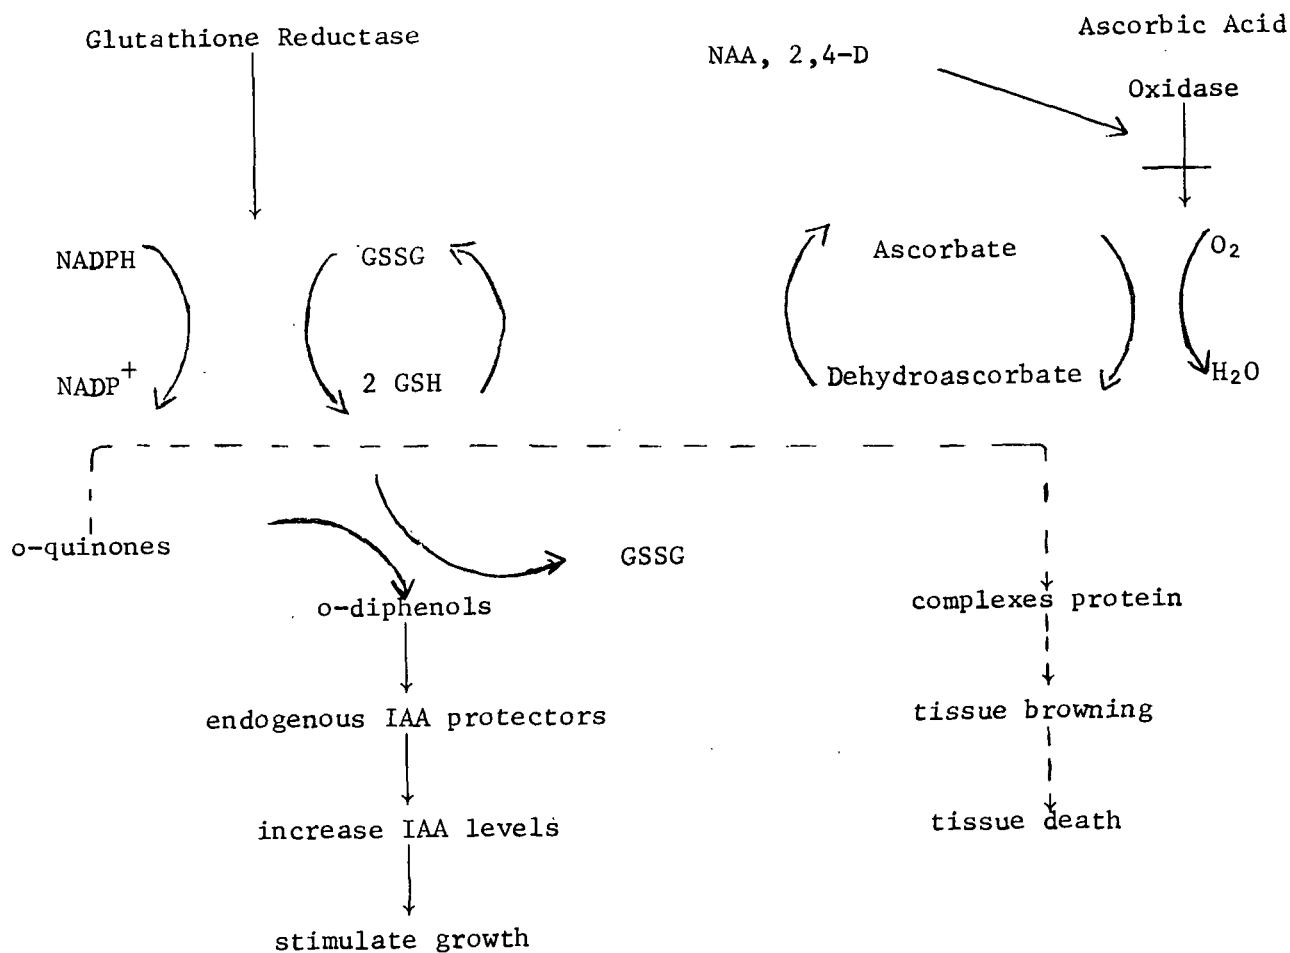 Glutathione Reductase
NAA, 2,4-D
Ascorbic Acid
Oxidase
NADPH
GSSG
Ascorbate
O2
NADP+
2 GSH
Dehydroascorbate
H2O
o-quinones
GSSG
o-diphenols
complexes protein
endogenous IAA protectors
tissue browning
increase IAA levels
tissue death
stimulate growth